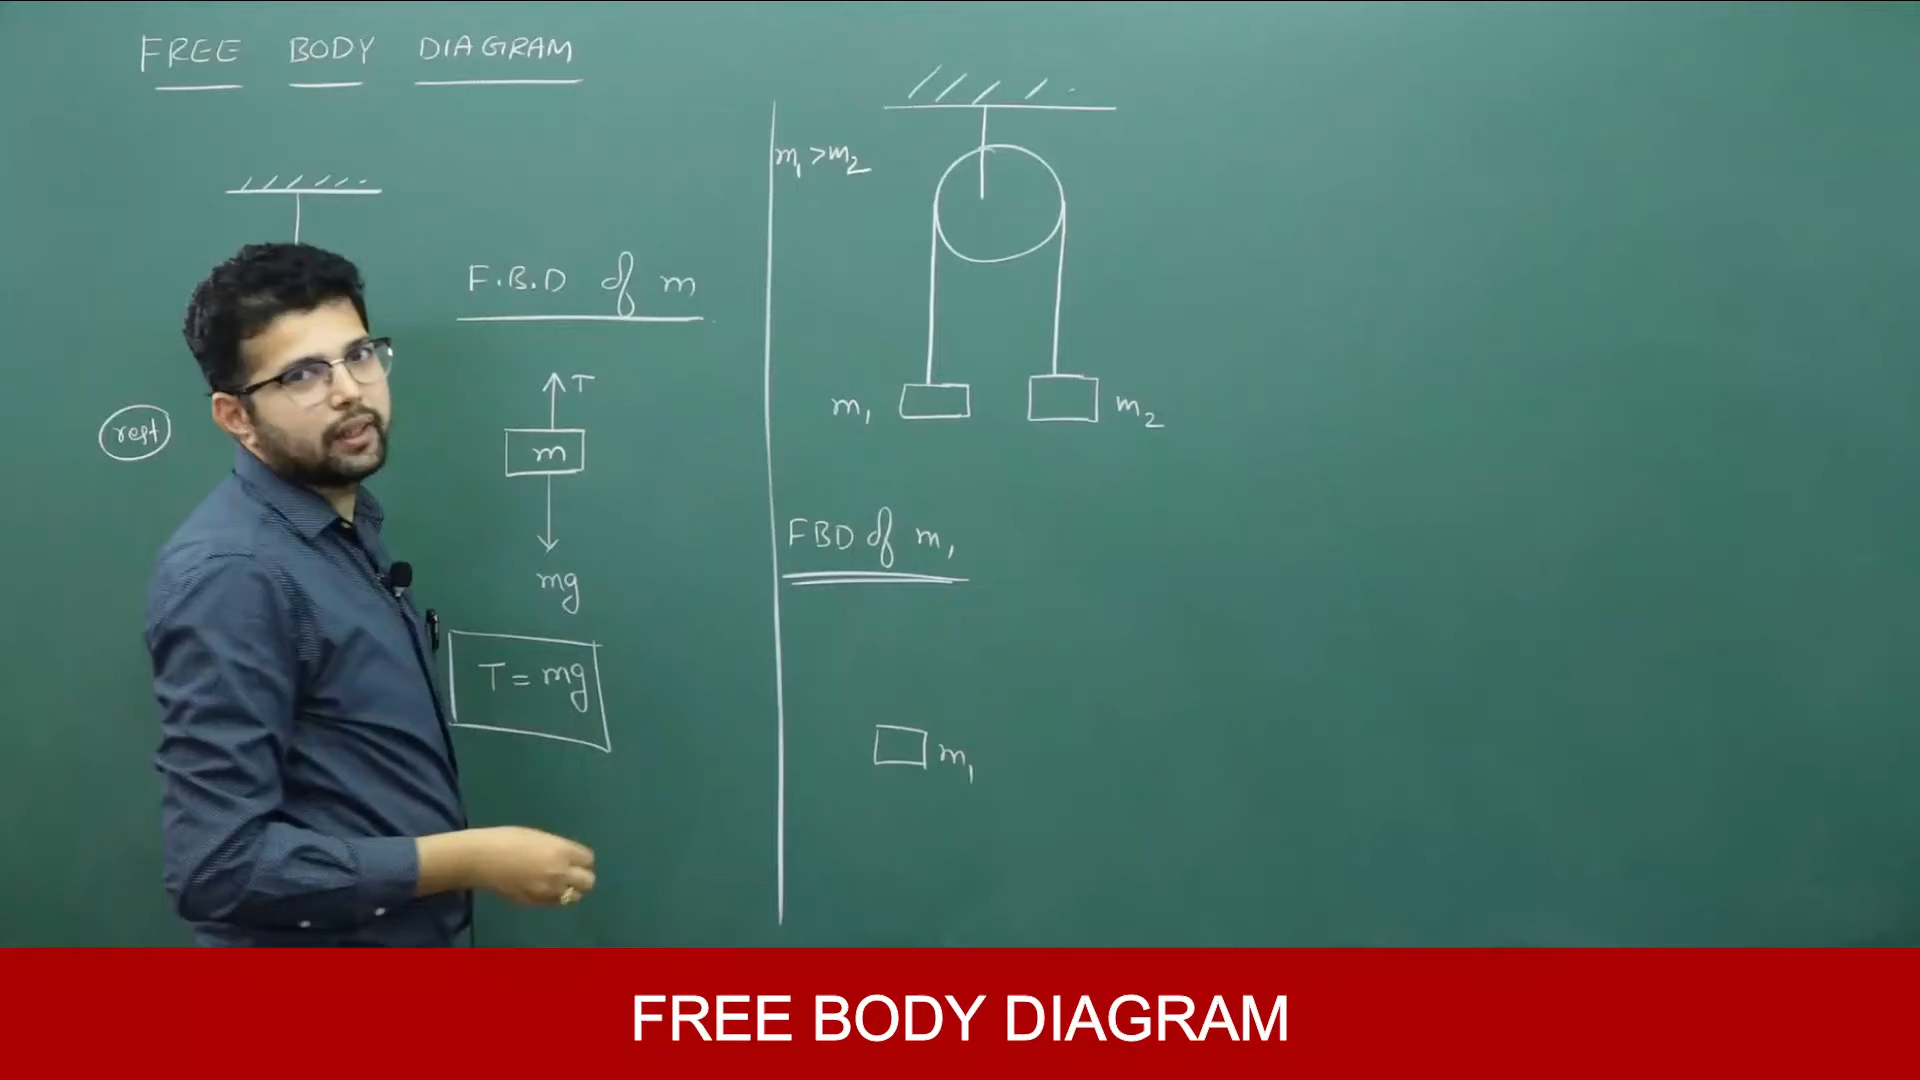 FREE BODY DIAGRAM
rest
F.B.D of m
T
m
mg
T = mg
m₁ > m₂
m₁
m₂
FBD of m₁
m₁
FREE BODY DIAGRAM